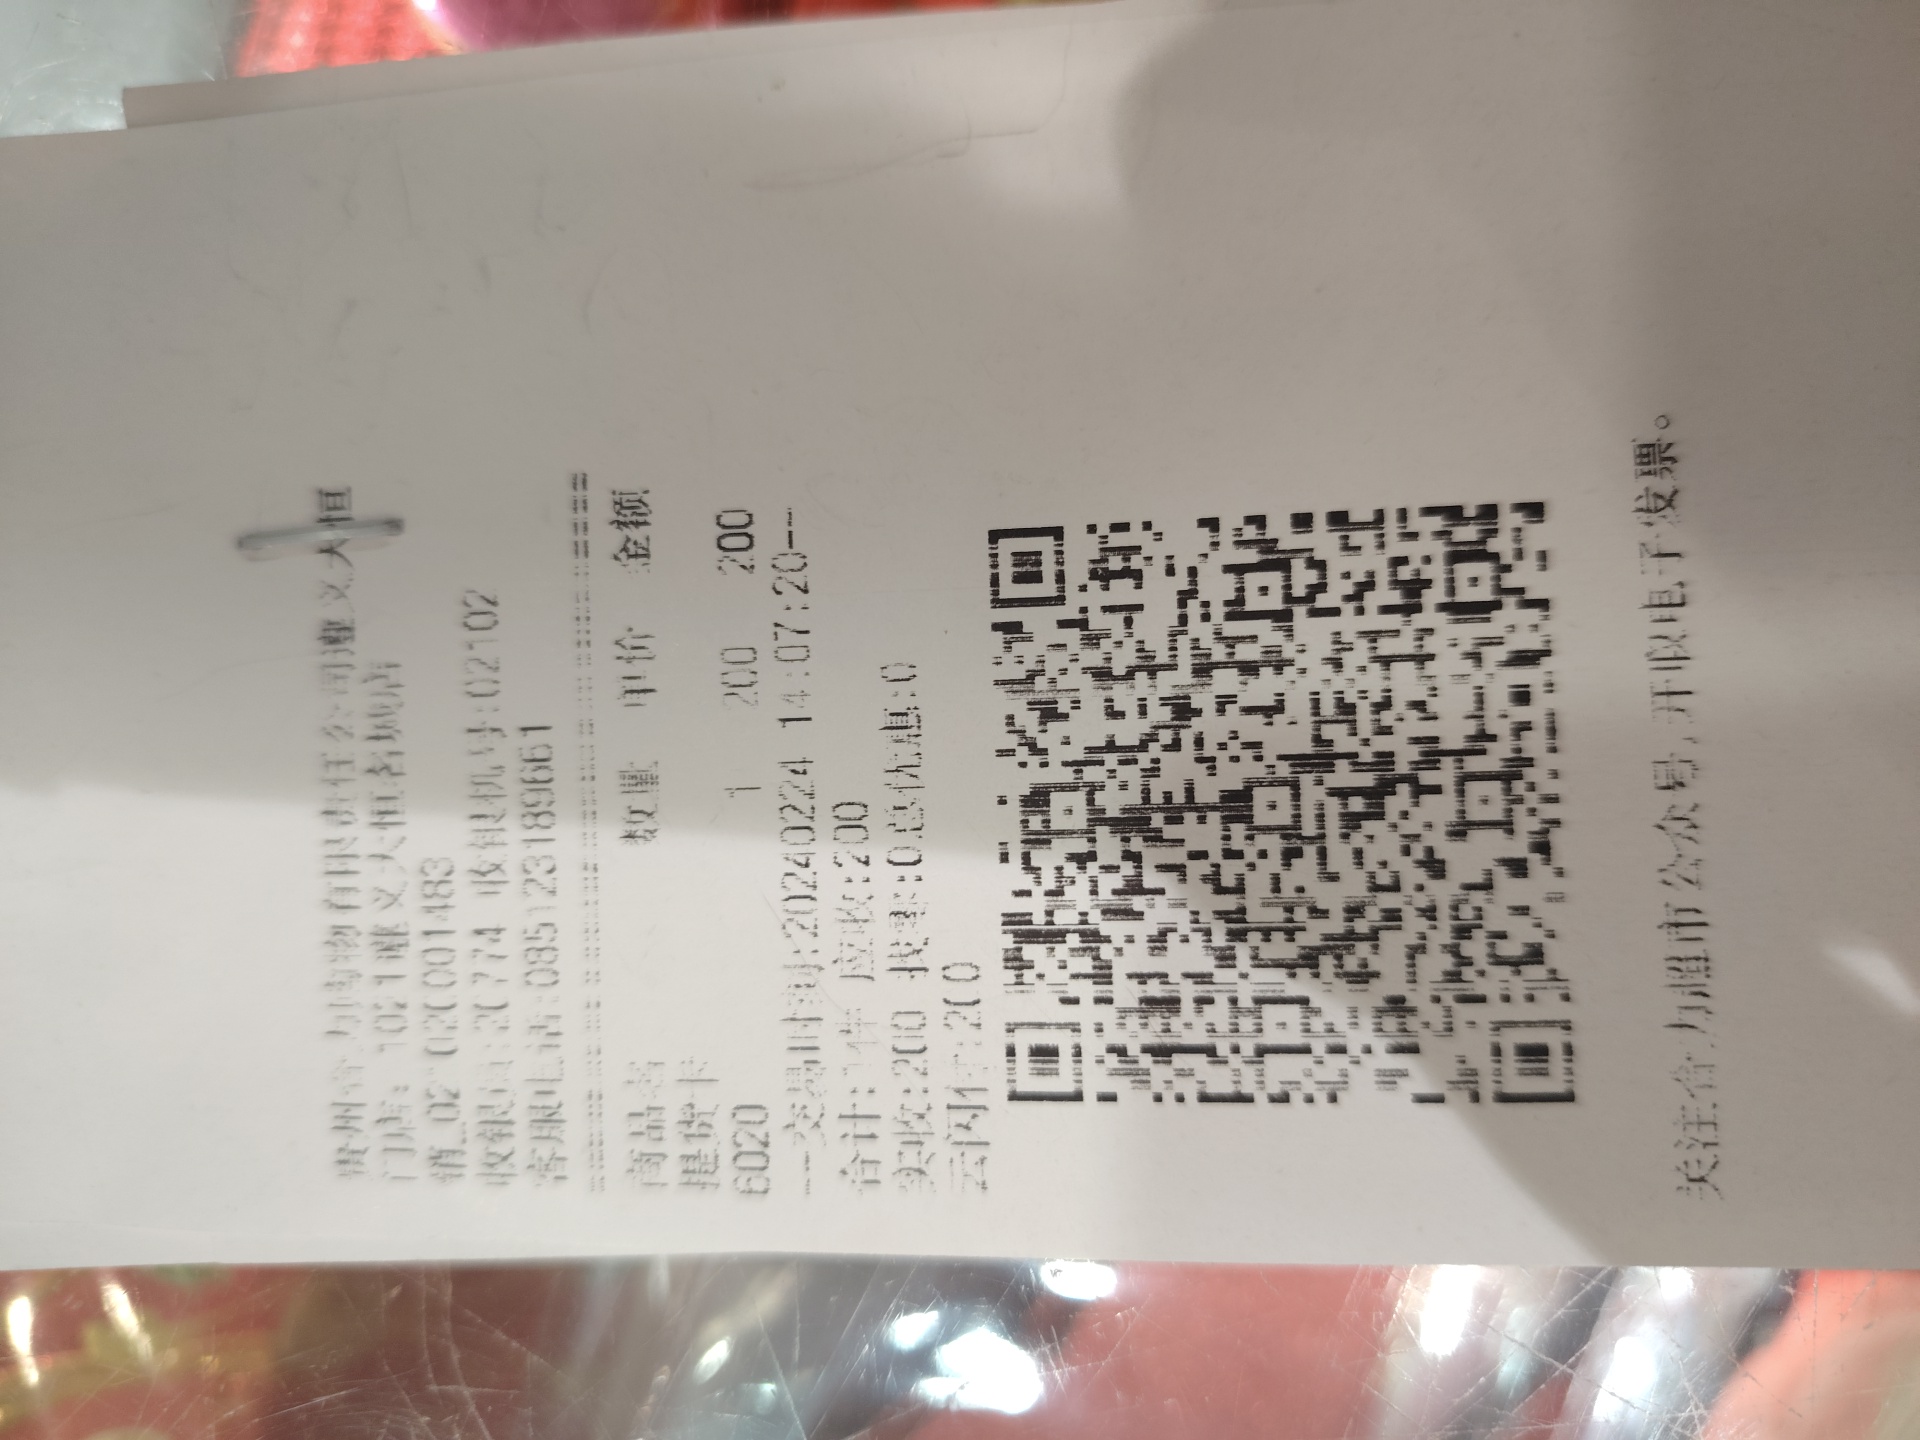 贵州合力购物有限责任公司遵义大恒
门店: 1021遵义大恒名城店
销_02 020001483
收银员:20774 收银机号:02102
客服电话:085123189661
商品名 数量 单价 金额
提货卡
6020 1 200 200
---交易时间:20240224 14:07:20--
合计:1件 应收:200
实收:200 找零:0.总优惠:0
云闪付:200
关注合力超市公众号,开取电子发票。